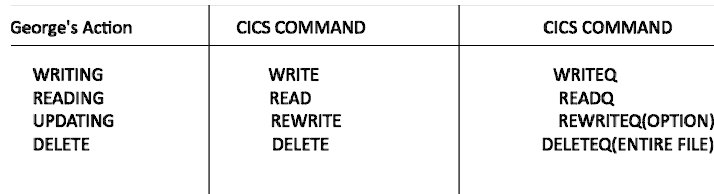 George's Action CICS COMMAND CICS COMMAND
WRITING WRITE WRITEQ
READING READ READQ
UPDATING REWRITE REWRITEQ(OPTION)
DELETE DELETE DELETEQ(ENTIRE FILE)